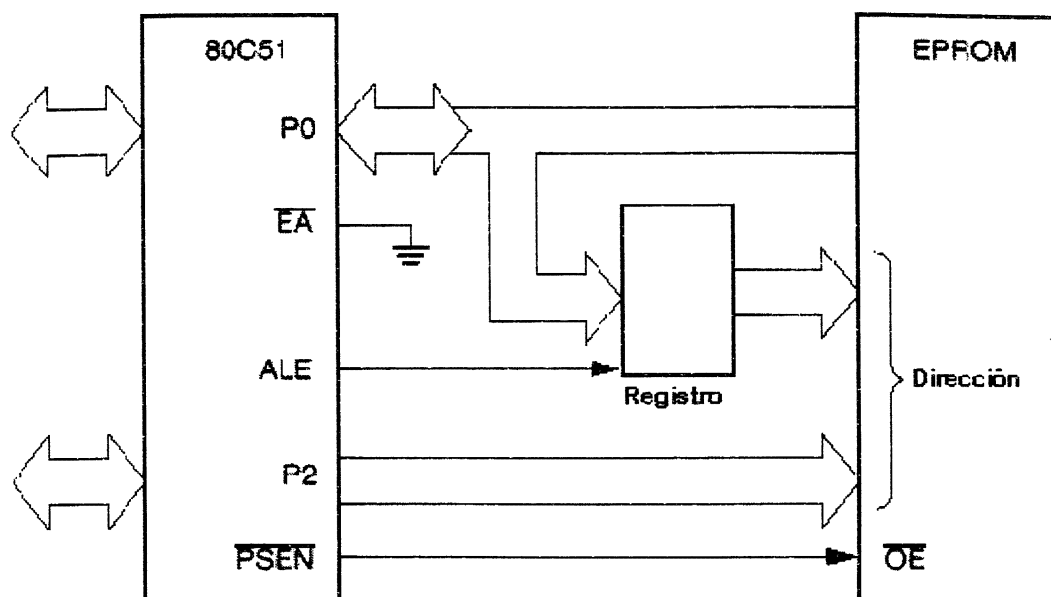 80C51
EPROM
P0
EA
ALE
Registro
Dirección
P2
PSEN
OE